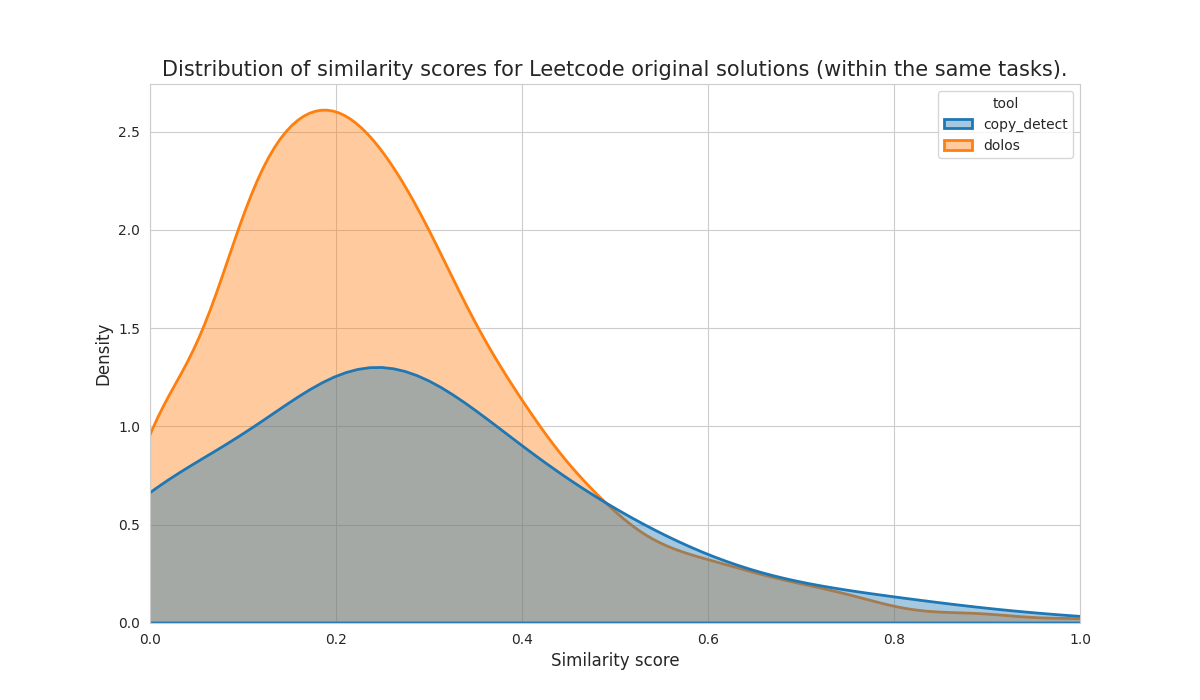 Distribution of similarity scores for Leetcode original solutions (within the same tasks).
tool
copy_detect
dolos
Density
2.5
2.0
1.5
1.0
0.5
0.0
0.0 0.2 0.4 0.6 0.8 1.0
Similarity score